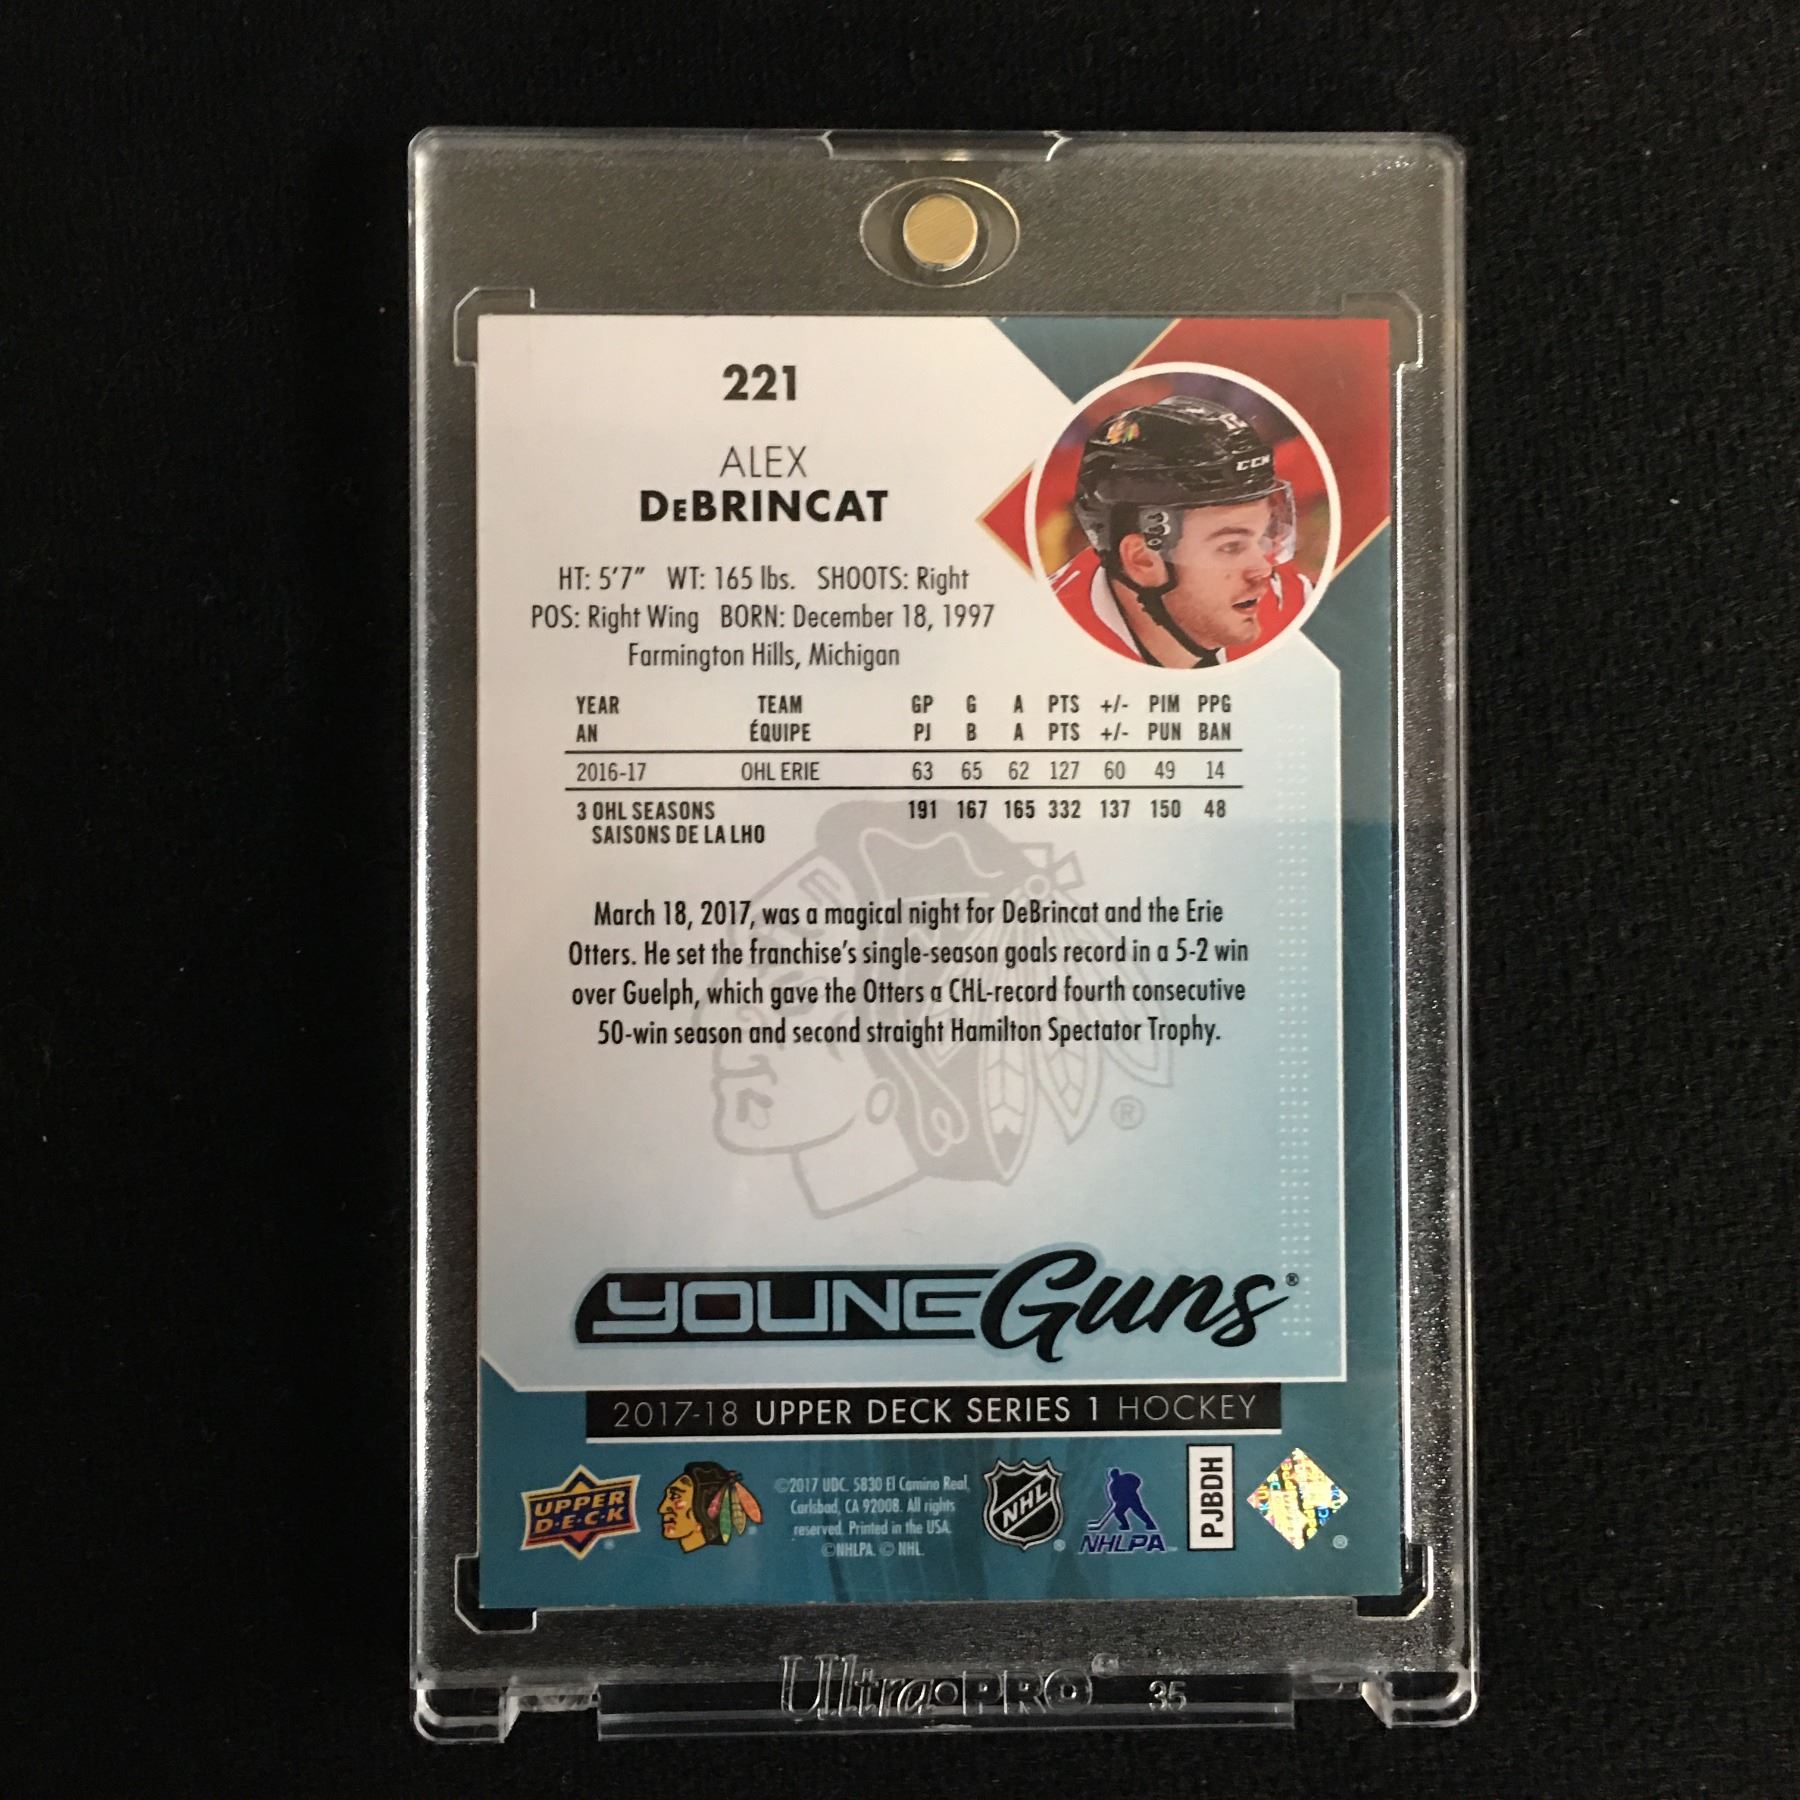 221
ALEX
DeBRINCAT
CCM
HT: 5'7" WT: 165 lbs. SHOOTS: Right
POS: Right Wing BORN: December 18, 1997
Farmington Hills, Michigan
YEAR TEAM GP G A PTS +/- PIM PPG
AN ÉQUIPE PJ B A PTS +/- PUN BAN
2016-17 OHL ERIE 63 65 62 127 60 49 14
3 OHL SEASONS 191 167 165 332 137 150 48
SAISONS DE LA LHO
March 18, 2017, was a magical night for DeBrincat and the Erie
Otters. He set the franchise's single-season goals record in a 5-2 win
over Guelph, which gave the Otters a CHL-record fourth consecutive
50-win season and second straight Hamilton Spectator Trophy.
®
YOUNG Guns®
2017-18 UPPER DECK SERIES 1 HOCKEY
UPPER
D·E·C·K
©2017 UDC. 5830 El Camino Real,
Carlsbad, CA 92008. All rights
reserved. Printed in the USA.
©NHLPA. © NHL.
NHL
NHLPA
PJBDH
Ultra·PRO® 35